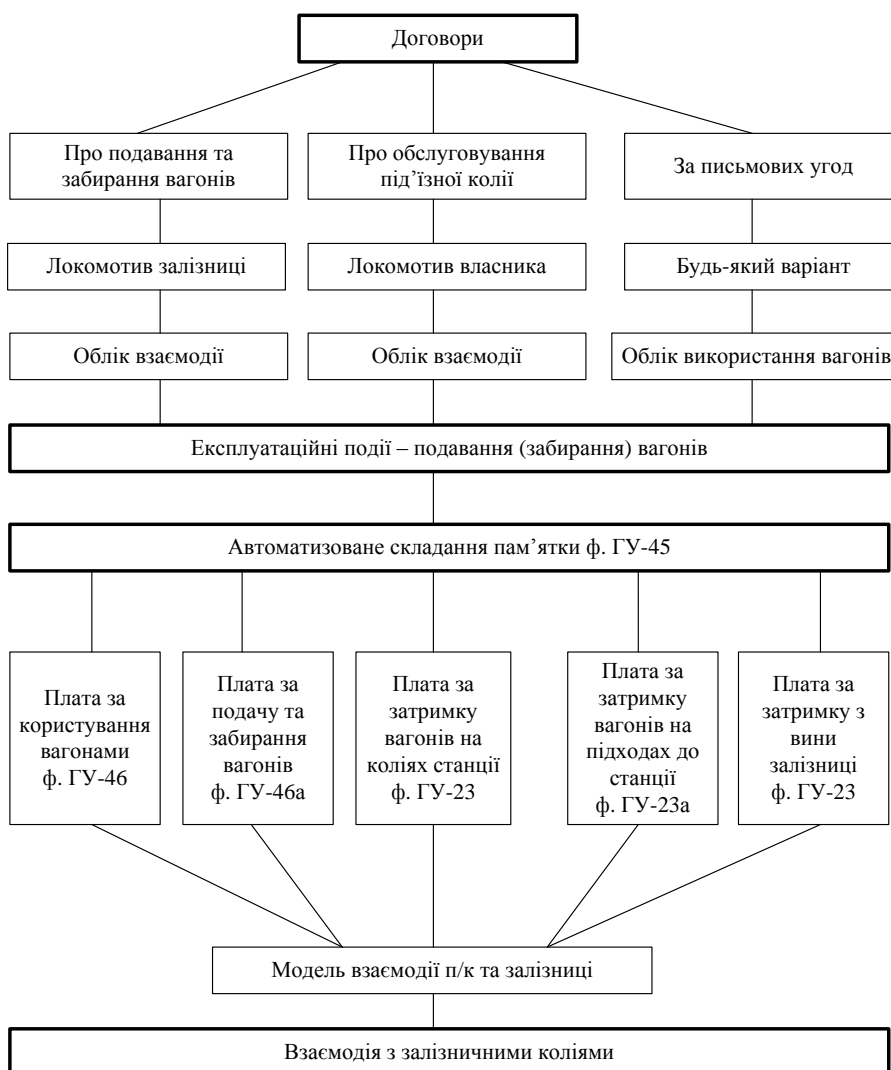 Договори
Про подавання та
забирання вагонів
Про обслуговування
під’їзної колії
За письмових угод
Локомотив залізниці
Локомотив власника
Будь-який варіант
Облік взаємодії
Облік взаємодії
Облік використання вагонів
Експлуатаційні події – подавання (забирання) вагонів
Автоматизоване складання пам’ятки ф. ГУ-45
Плата за
користування
вагонами
ф. ГУ-46
Плата за
подачу та
забирання
вагонів
ф. ГУ-46а
Плата за
затримку
вагонів на
коліях станції
ф. ГУ-23
Плата за
затримку
вагонів на
підходах до
станції
ф. ГУ-23а
Плата за
затримку з
вини
залізниці
ф. ГУ-23
Модель взаємодії п/к та залізниці
Взаємодія з залізничними коліями